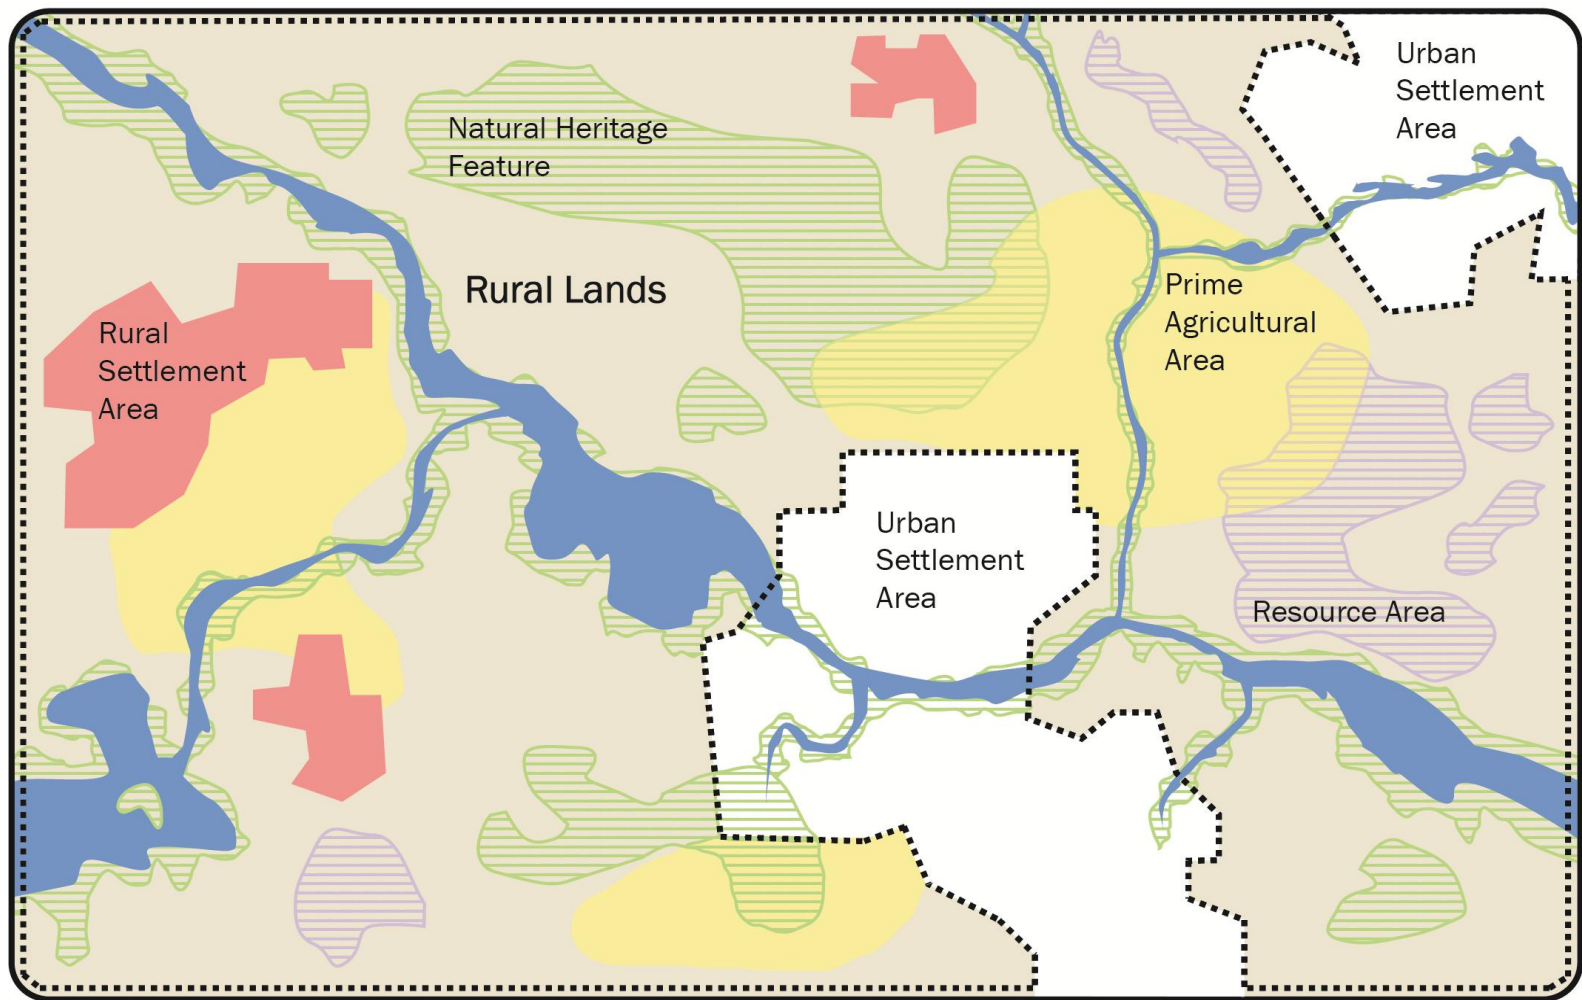 Urban
Settlement
Area
Natural Heritage
Feature
Rural Lands
Prime
Agricultural
Area
Rural
Settlement
Area
Urban
Settlement
Area
Resource Area